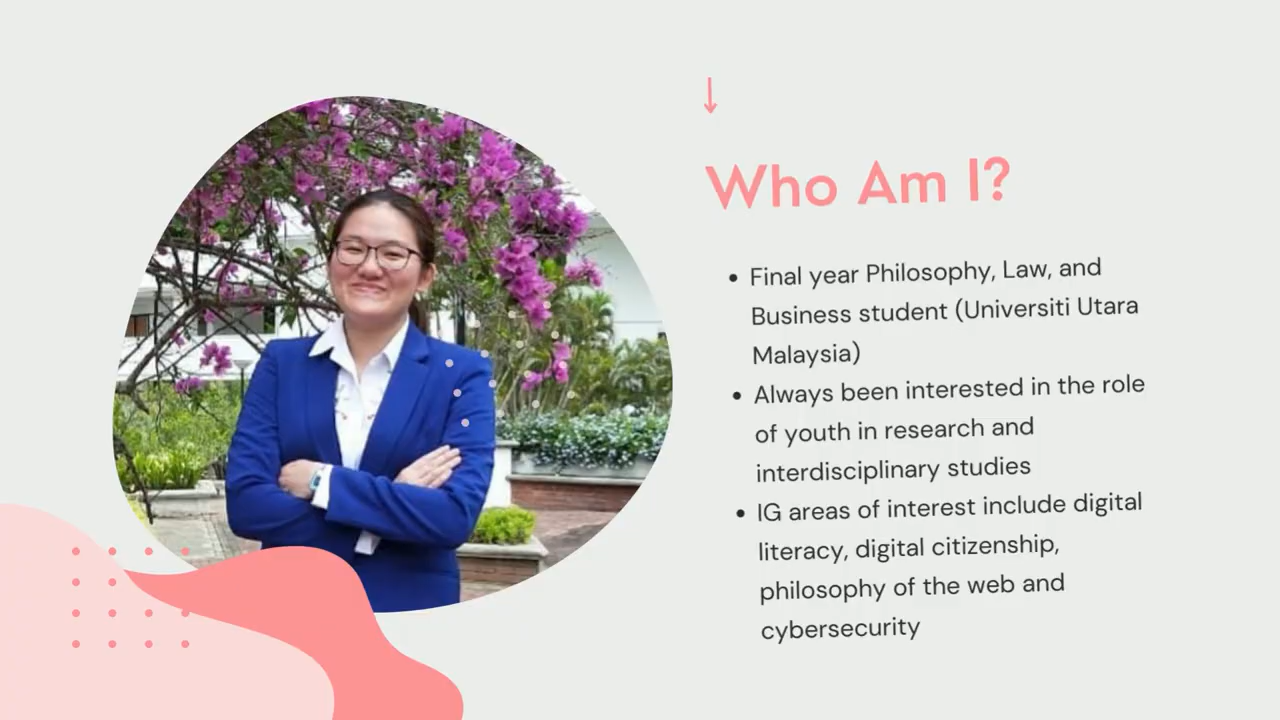 Who Am I?
• Final year Philosophy, Law, and
Business student (Universiti Utara
Malaysia)
• Always been interested in the role
of youth in research and
interdisciplinary studies
• IG areas of interest include digital
literacy, digital citizenship,
philosophy of the web and
cybersecurity